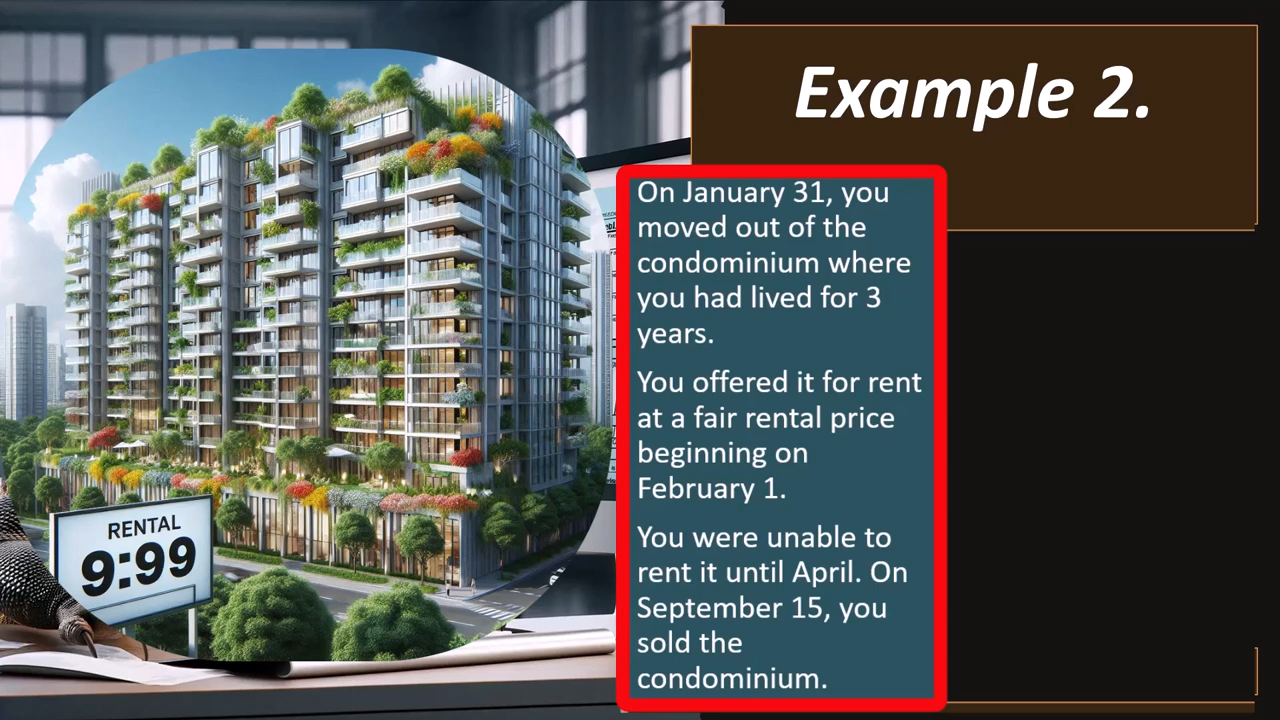 Example 2.
On January 31, you
moved out of the
condominium where
you had lived for 3
years.
You offered it for rent
at a fair rental price
beginning on
February 1.
You were unable to
rent it until April. On
September 15, you
sold the
condominium.
RENTAL
9:99